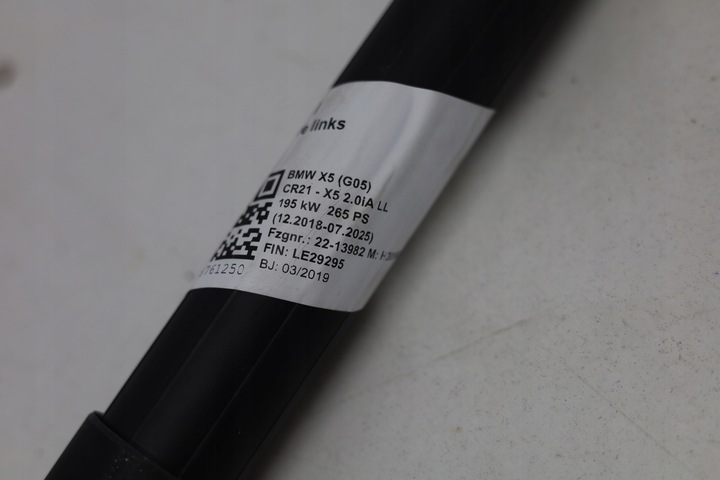 links
BMW X5 (G05)
CR21 - X5 2.0iA LL
195 kW 265 PS
(12.2018-07.2025)
Fzgnr.: 22-13982 M:
FIN: LE29295
BJ: 03/2019
761250